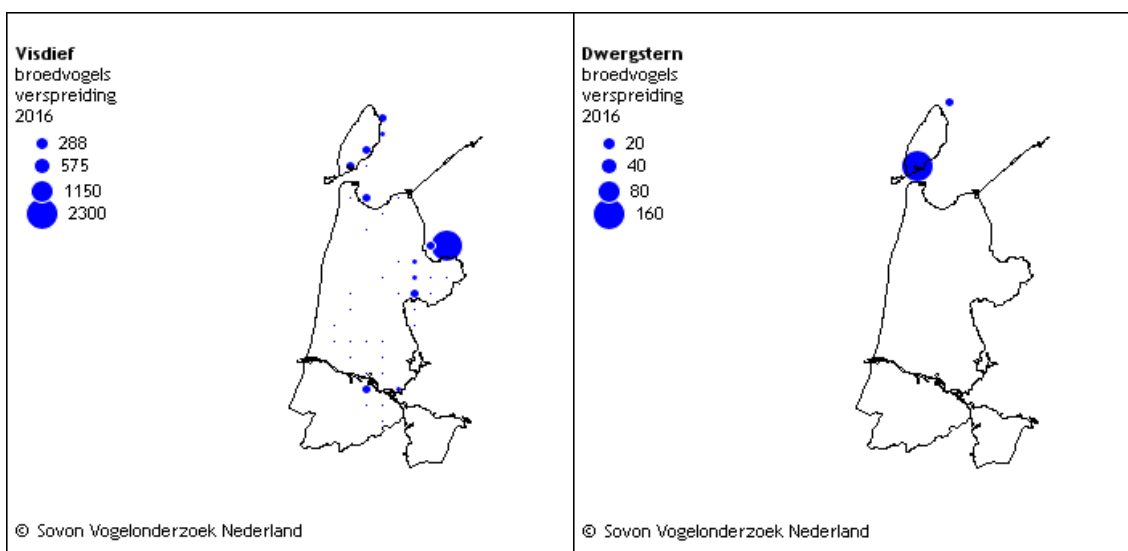 Visdief
broedvogels
verspreiding
2016
288
575
1150
2300
© Sovon Vogelonderzoek Nederland
Dwergstern
broedvogels
verspreiding
2016
20
40
80
160
© Sovon Vogelonderzoek Nederland